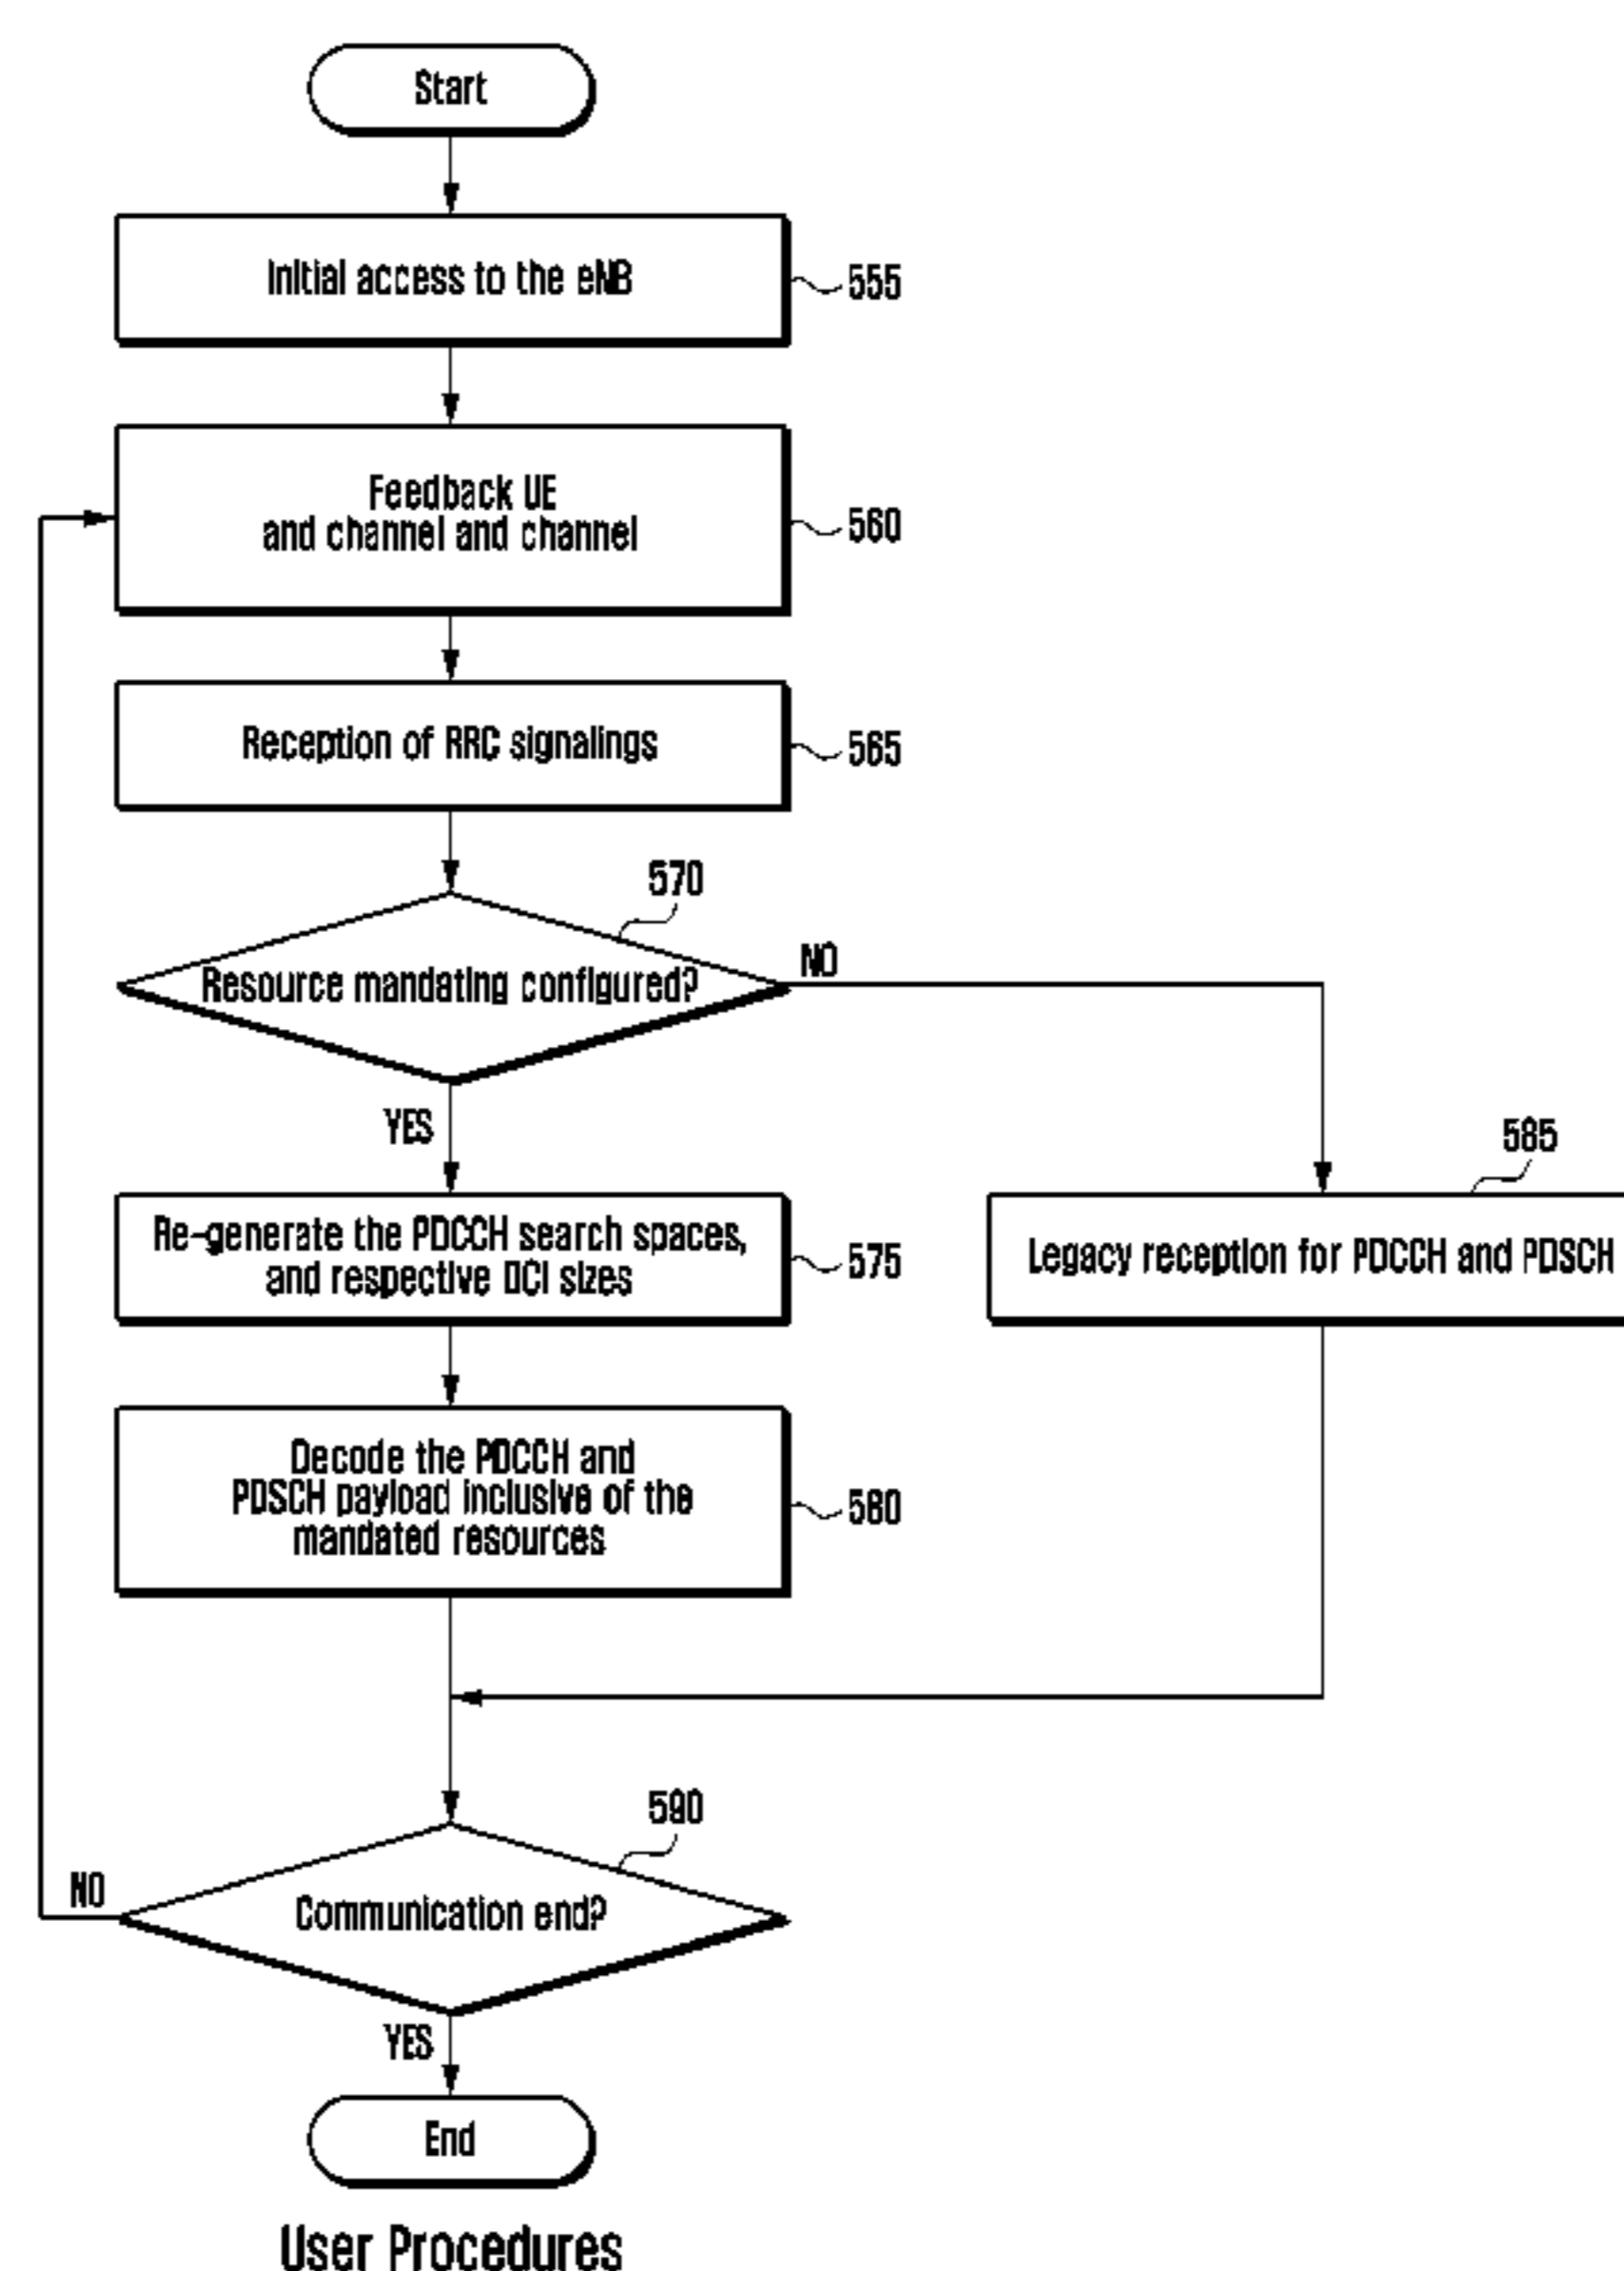 Start
Initial access to the eNB
555
Feedback UE
and channel and channel
560
Reception of RRC signalings
565
570
Resource mandating configured?
NO
YES
585
Re-generate the PDCCH search spaces,
and respective DCI sizes
575
Legacy reception for PDCCH and PDSCH
Decode the PDCCH and
PDSCH payload inclusive of the
mandated resources
580
590
Communication end?
NO
YES
End
User Procedures